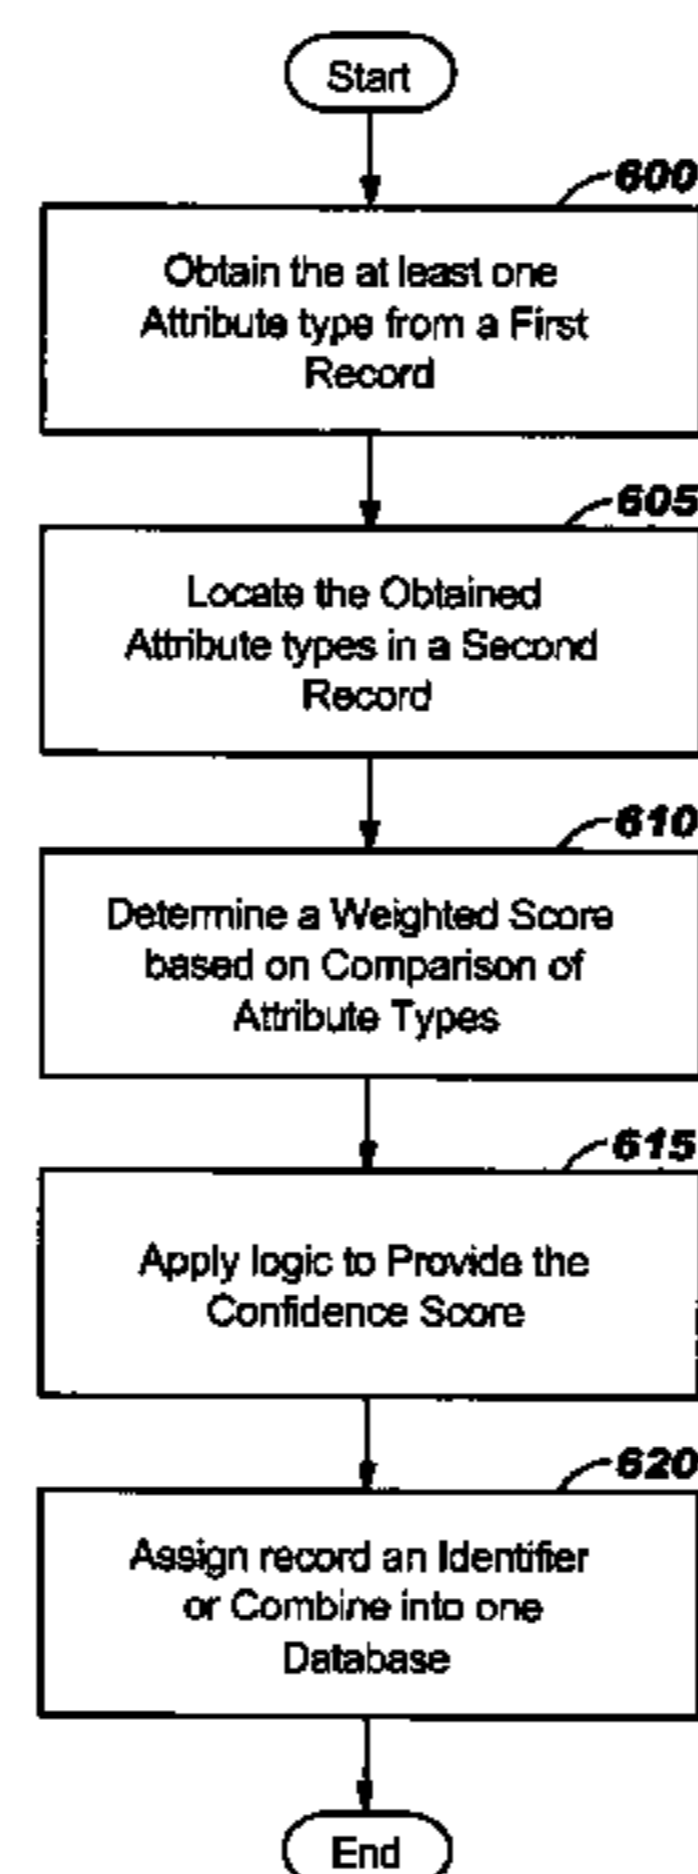 Start
600
Obtain the at least one
Attribute type from a First
Record
605
Locate the Obtained
Attribute types in a Second
Record
610
Determine a Weighted Score
based on Comparison of
Attribute Types
615
Apply logic to Provide the
Confidence Score
620
Assign record an Identifier
or Combine into one
Database
End